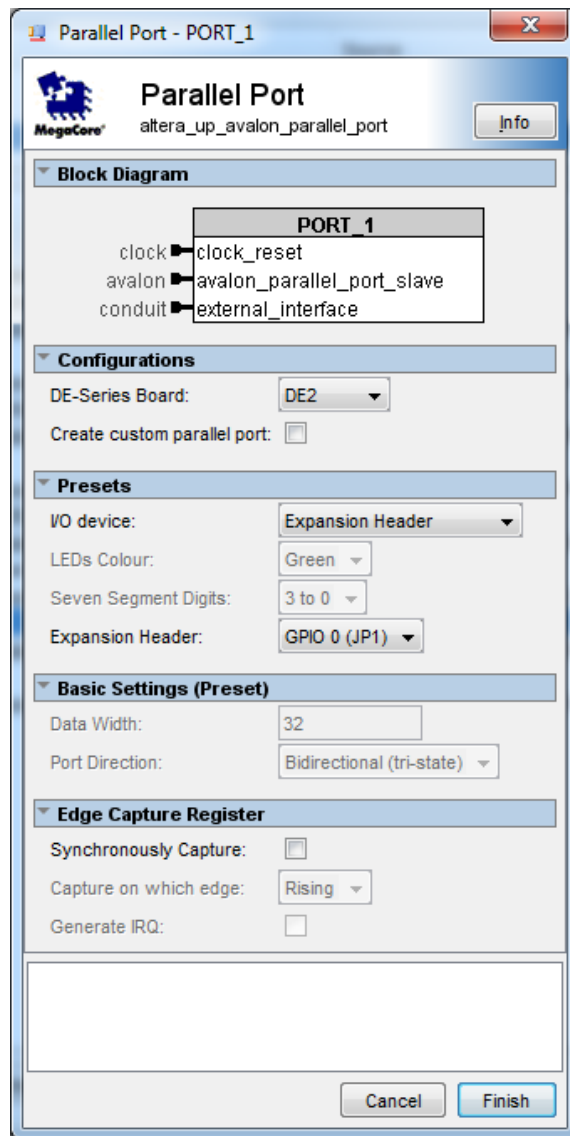 Parallel Port - PORT_1
Parallel Port
MegaCore®
altera_up_avalon_parallel_port
Info
Block Diagram
PORT_1
clock clock_reset
avalon avalon_parallel_port_slave
conduit external_interface
Configurations
DE-Series Board: DE2
Create custom parallel port:
Presets
I/O device: Expansion Header
LEDs Colour: Green
Seven Segment Digits: 3 to 0
Expansion Header: GPIO 0 (JP1)
Basic Settings (Preset)
Data Width: 32
Port Direction: Bidirectional (tri-state)
Edge Capture Register
Synchronously Capture:
Capture on which edge: Rising
Generate IRQ:
Cancel Finish